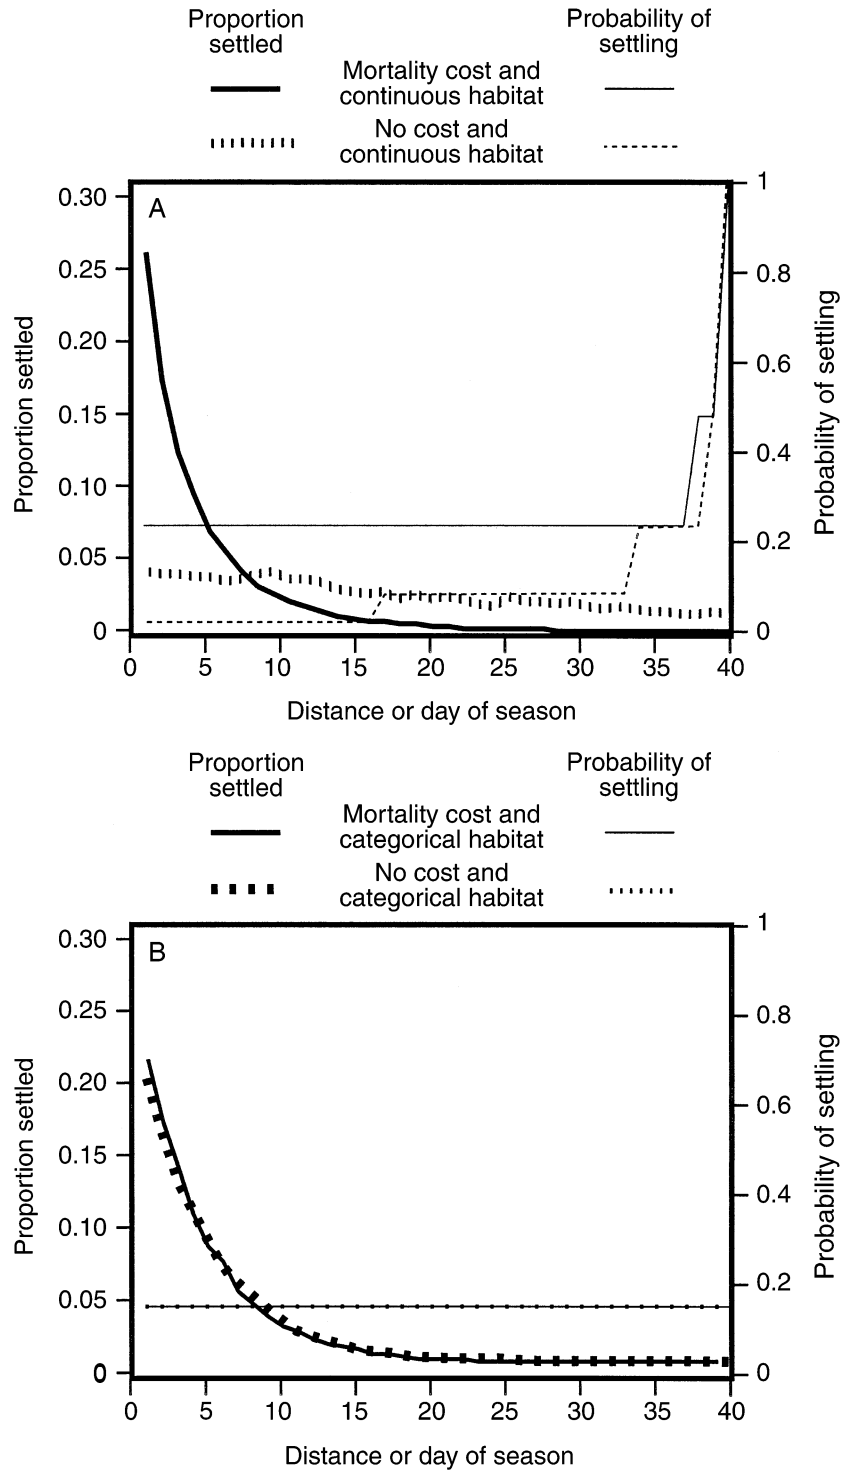 Proportion settled
Probability of settling
Mortality cost and continuous habitat
No cost and continuous habitat
A
0.30
0.25
0.20
0.15
0.10
0.05
0
Proportion settled
1
0.8
0.6
0.4
0.2
0
Probability of settling
0 5 10 15 20 25 30 35 40
Distance or day of season
Proportion settled
Probability of settling
Mortality cost and categorical habitat
No cost and categorical habitat
B
0.30
0.25
0.20
0.15
0.10
0.05
0
Proportion settled
1
0.8
0.6
0.4
0.2
0
Probability of settling
0 5 10 15 20 25 30 35 40
Distance or day of season